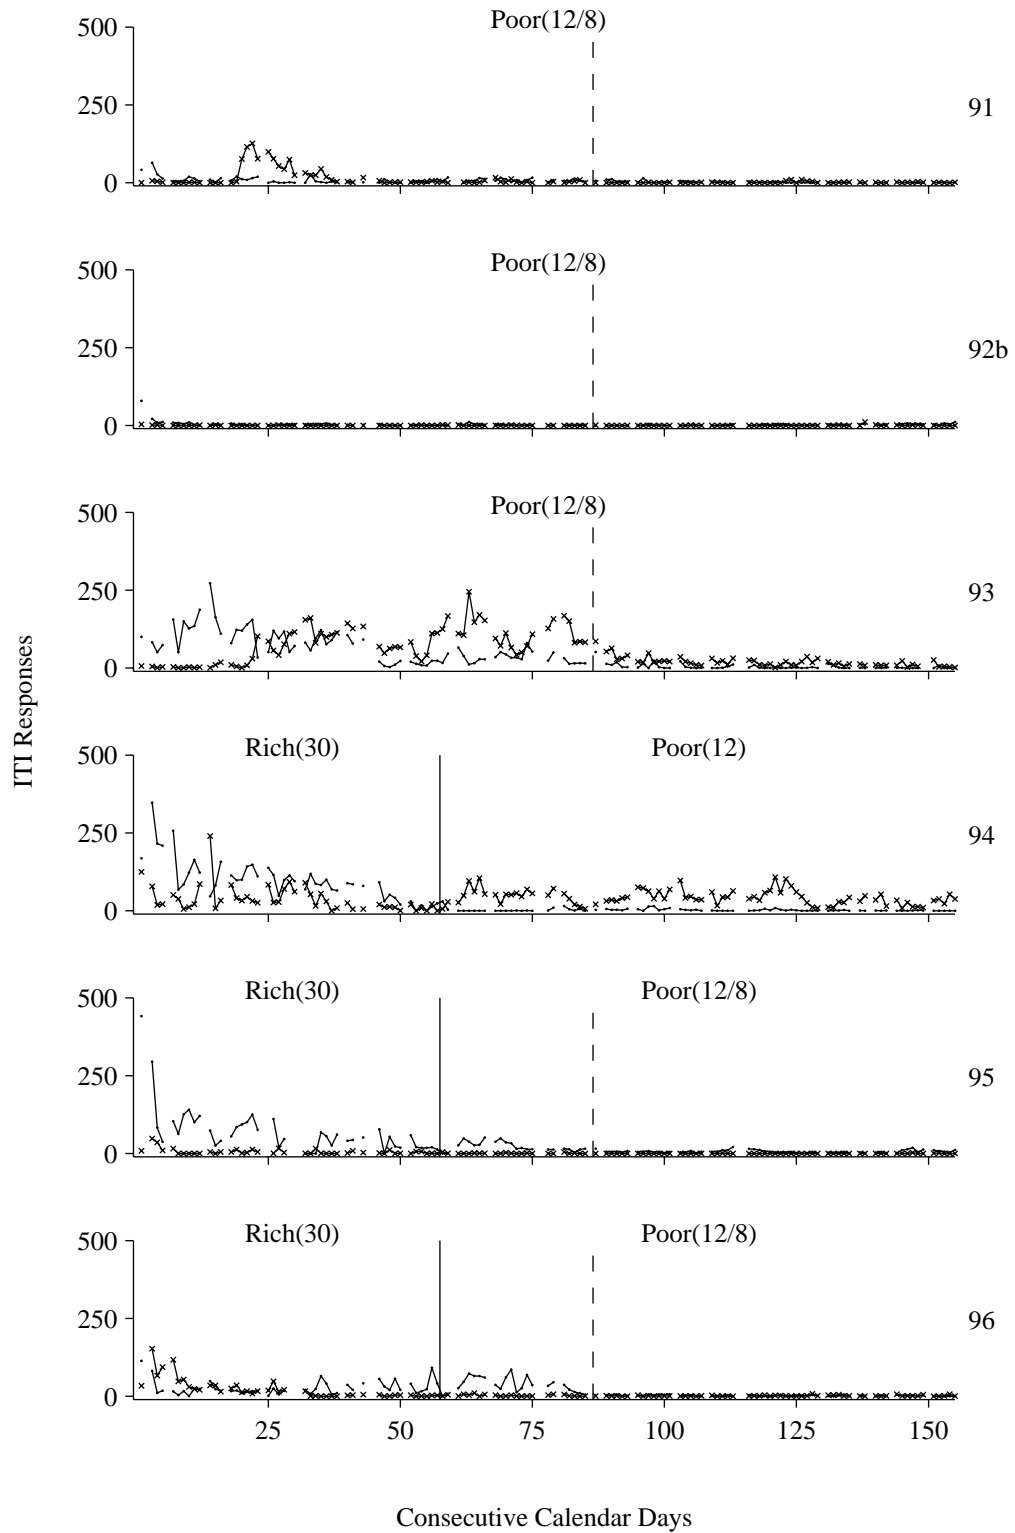 Poor(12/8)
500
250
0
91
Poor(12/8)
500
250
0
92b
Poor(12/8)
500
250
0
93
ITI Responses
Rich(30) Poor(12)
500
250
0
94
Rich(30) Poor(12/8)
500
250
0
95
Rich(30) Poor(12/8)
500
250
0
96
25 50 75 100 125 150
Consecutive Calendar Days